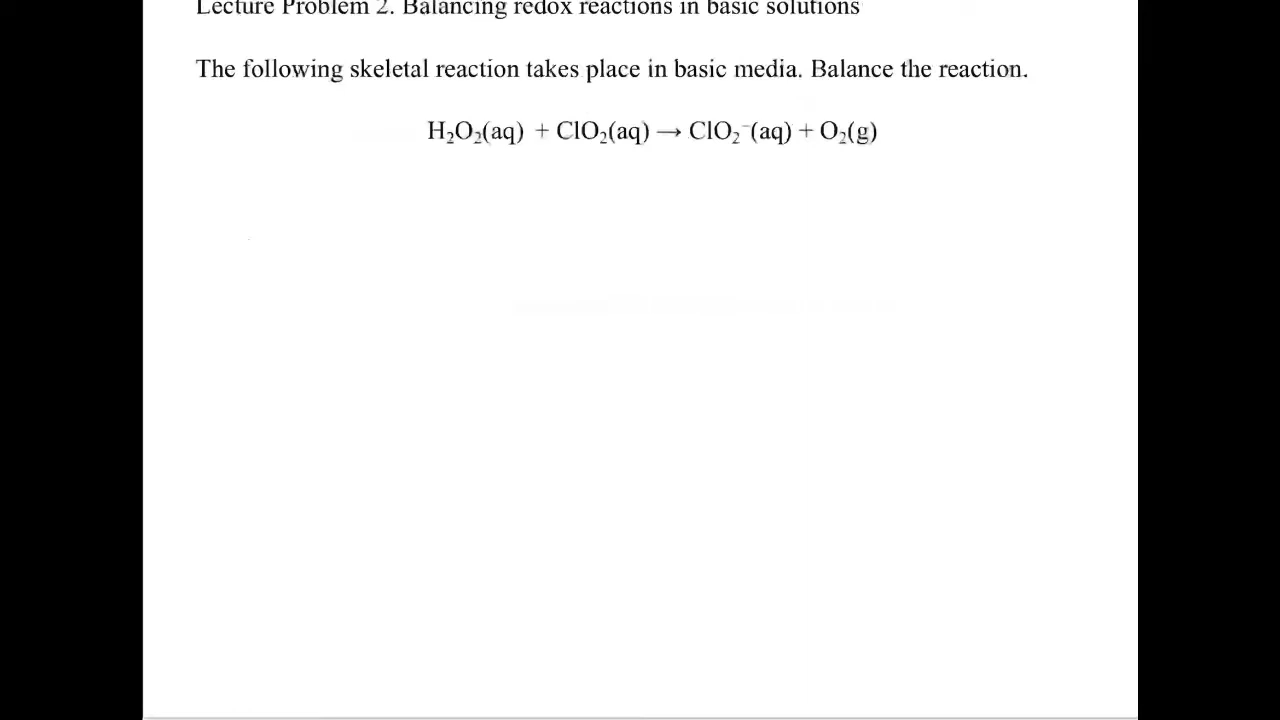 Lecture Problem 2. Balancing redox reactions in basic solutions
The following skeletal reaction takes place in basic media. Balance the reaction.
H₂O₂(aq) + ClO₂(aq) → ClO₂⁻(aq) + O₂(g)